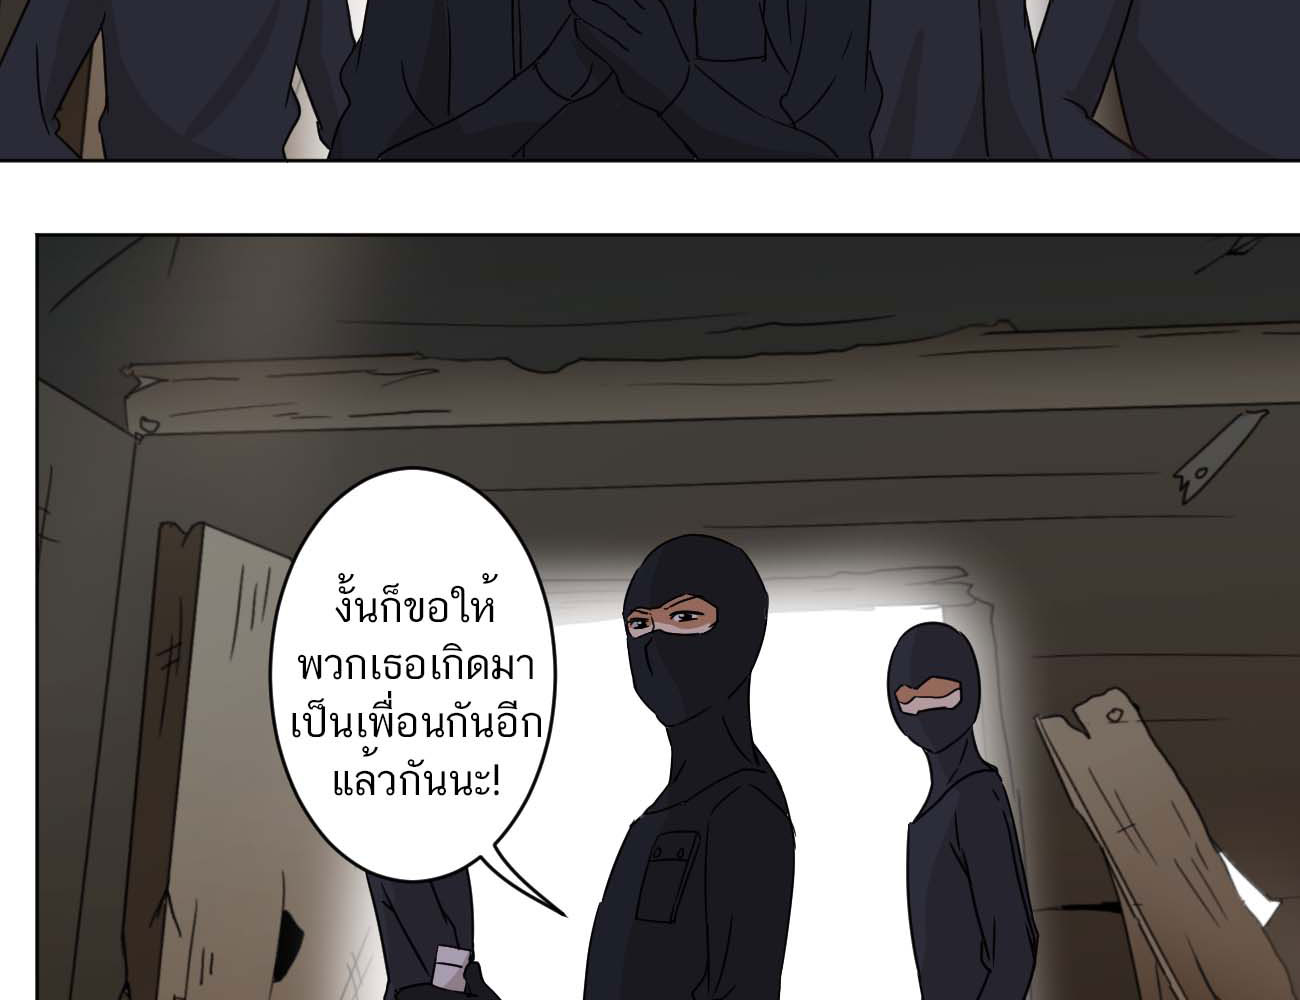 งั้นก็ขอให้
พวกเธอเกิดมา
เป็นเพื่อนกันอีก
แล้วกันนะ!